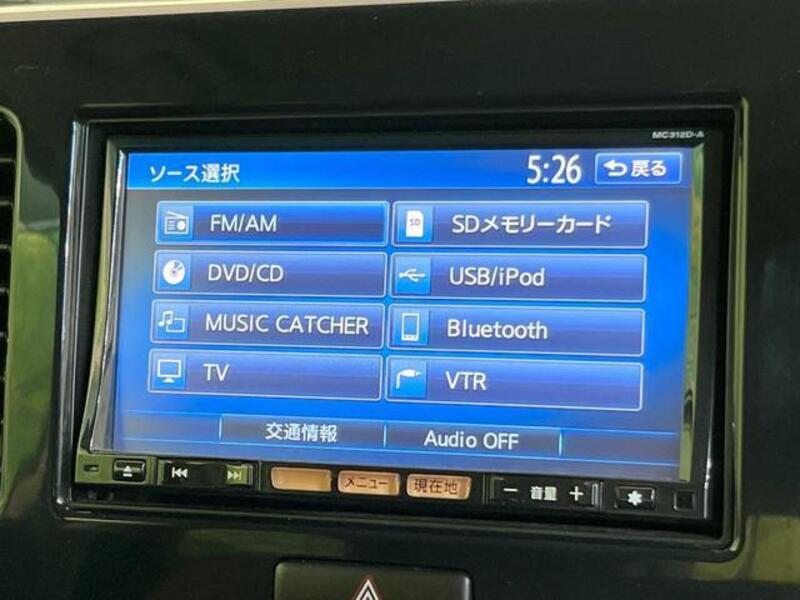 MC312D-A
ソース選択 5:26 戻る
FM/AM SDメモリーカード
DVD/CD USB/iPod
MUSIC CATCHER Bluetooth
TV VTR
交通情報 Audio OFF
メニュー 現在地 － 音量 ＋